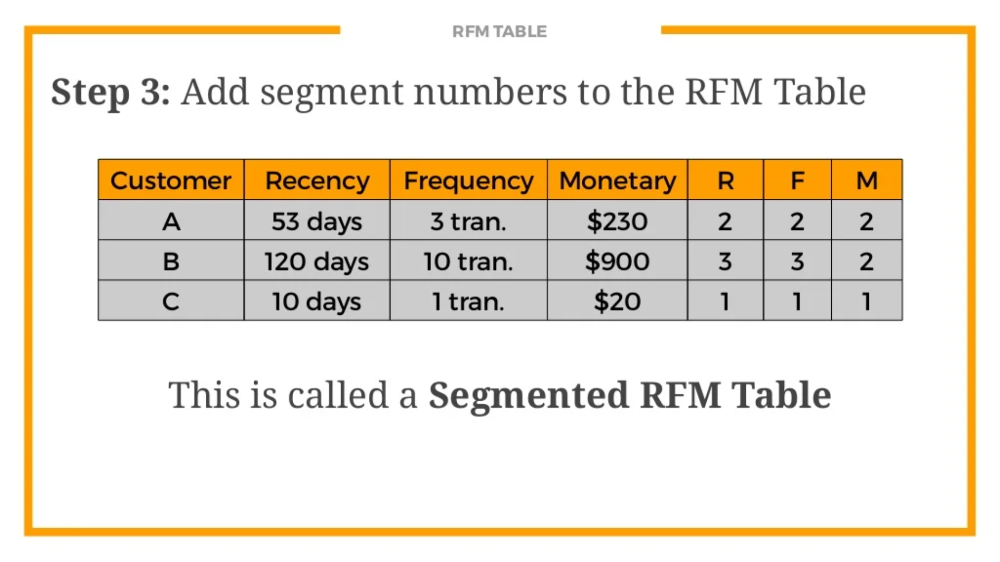 RFM TABLE
Step 3: Add segment numbers to the RFM Table
Customer Recency Frequency Monetary R F M
A 53 days 3 tran. $230 2 2 2
B 120 days 10 tran. $900 3 3 2
C 10 days 1 tran. $20 1 1 1
This is called a Segmented RFM Table